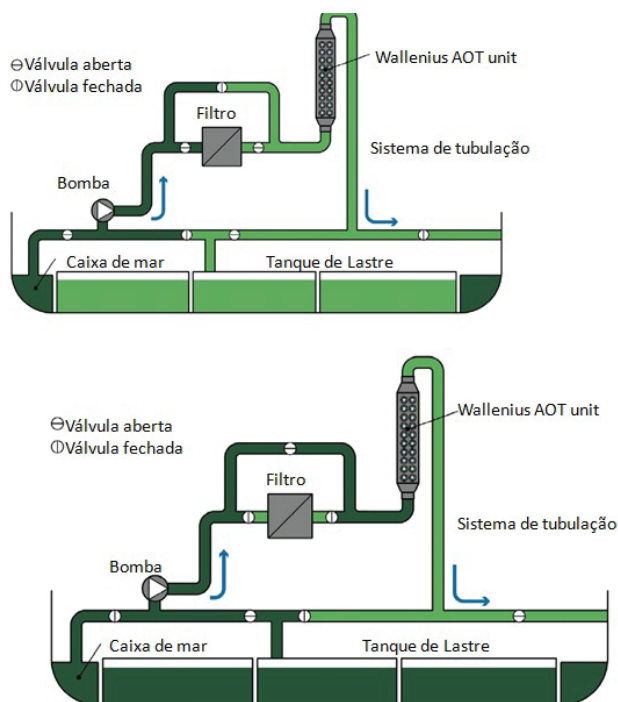 Wallenius AOT unit
Válvula aberta
Válvula fechada
Filtro
Sistema de tubulação
Bomba
Caixa de mar
Tanque de Lastre
Wallenius AOT unit
Válvula aberta
Válvula fechada
Filtro
Sistema de tubulação
Bomba
Caixa de mar
Tanque de Lastre